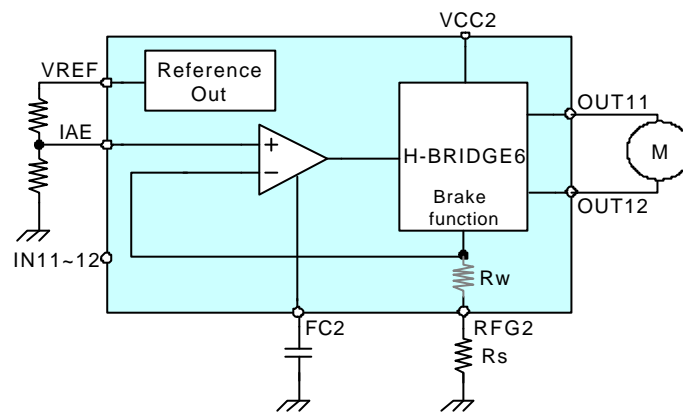 VCC2
VREF
Reference
Out
OUT11
IAE
+
−
H-BRIDGE6
M
Brake
function
OUT12
IN11~12
Rw
FC2
RFG2
Rs